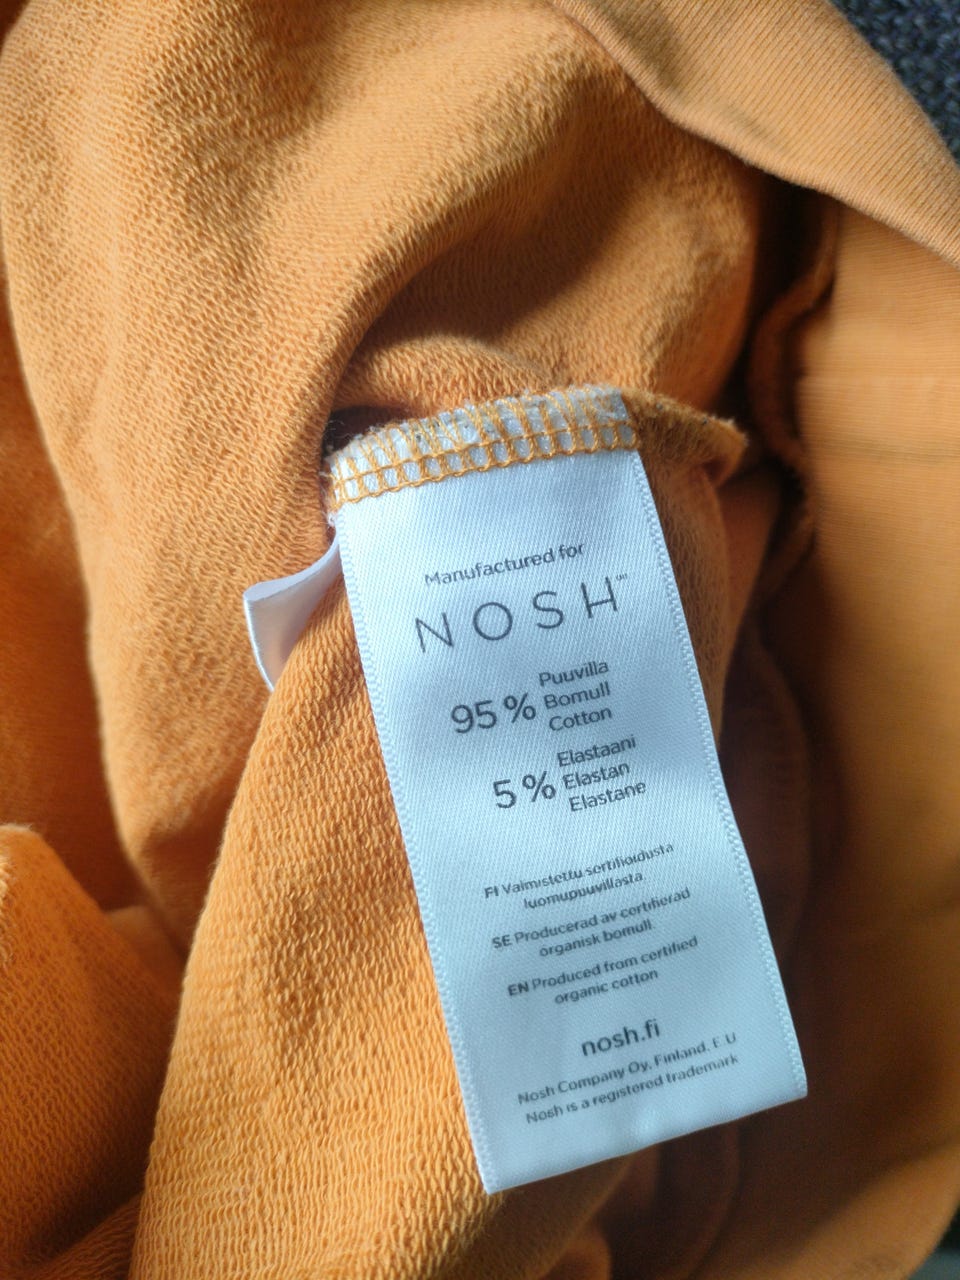 Manufactured for
NOSH
95 % Puuvilla
Bomull
Cotton
5 % Elastaani
Elastan
Elastane
FI Valmistettu sertifioidusta
luomupuuvillasta
SE Producerad av certifierad
organisk bomull.
EN Produced from certified
organic cotton
nosh.fi
Nosh Company Oy, Finland, E.U
Nosh is a registered trademark